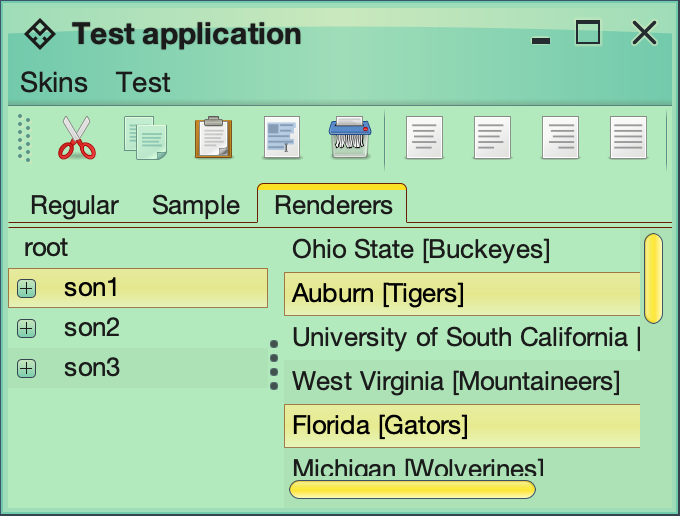 Test application
Skins Test
Regular Sample Renderers
root
son1
son2
son3
Ohio State [Buckeyes]
Auburn [Tigers]
University of South California [
West Virginia [Mountaineers]
Florida [Gators]
Michigan [Wolverines]